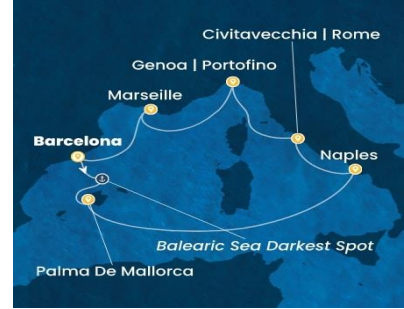 Civitavecchia | Rome
Genoa | Portofino
Marseille
Barcelona
Naples
Balearic Sea Darkest Spot
Palma De Mallorca